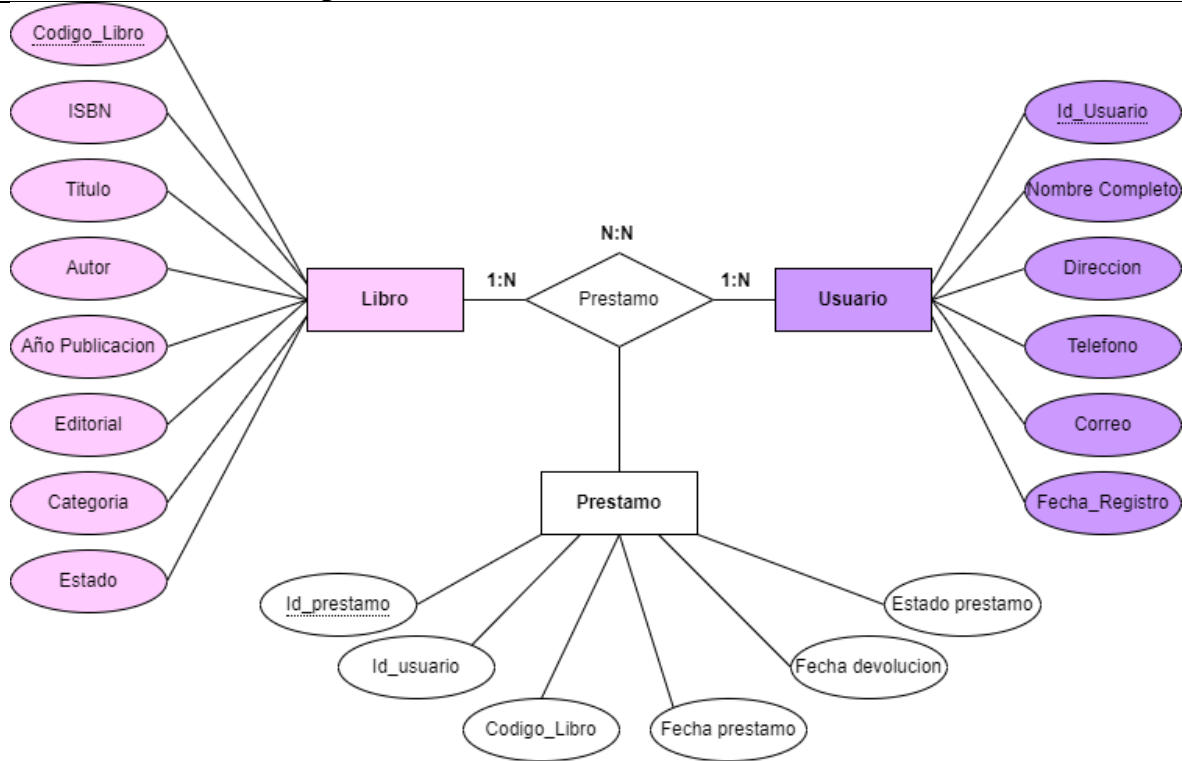 Codigo_Libro
ISBN
Titulo
Autor
Año Publicacion
Editorial
Categoria
Estado
Libro
1:N
N:N
Prestamo
1:N
Usuario
Id_Usuario
Nombre Completo
Direccion
Telefono
Correo
Fecha_Registro
Prestamo
Id_prestamo
Id_usuario
Codigo_Libro
Fecha prestamo
Fecha devolucion
Estado prestamo